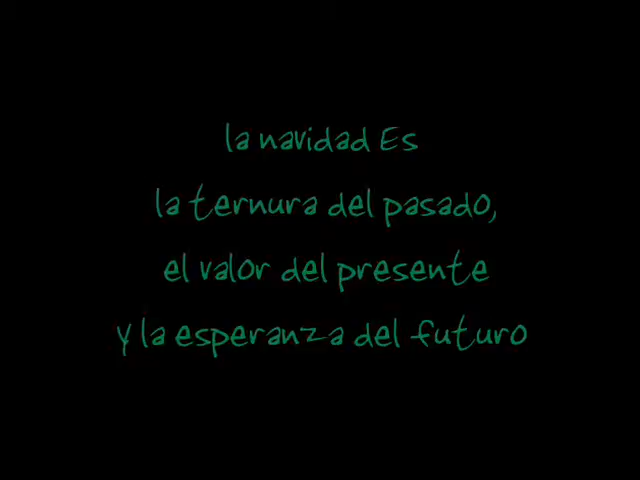 la navidad Es
la ternura del pasado,
el valor del presente
y la esperanza del futuro